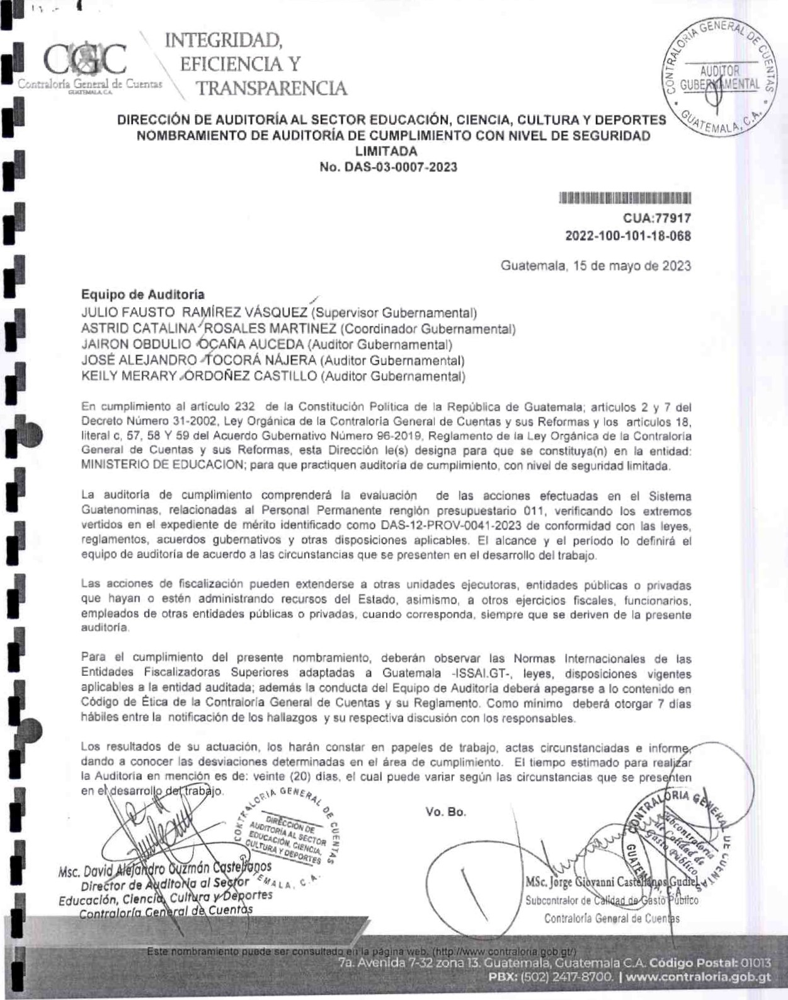 CGC
Contraloría General de Cuentas
GUATEMALA, C.A.
INTEGRIDAD,
EFICIENCIA Y
TRANSPARENCIA
CONTRALORIA GENERAL DE CUENTAS
AUDITOR
GUBERNAMENTAL
GUATEMALA, C.A.
DIRECCIÓN DE AUDITORÍA AL SECTOR EDUCACIÓN, CIENCIA, CULTURA Y DEPORTES
NOMBRAMIENTO DE AUDITORÍA DE CUMPLIMIENTO CON NIVEL DE SEGURIDAD
LIMITADA
No. DAS-03-0007-2023
CUA:77917
2022-100-101-18-068
Guatemala, 15 de mayo de 2023
Equipo de Auditoría
JULIO FAUSTO RAMÍREZ VÁSQUEZ (Supervisor Gubernamental)
ASTRID CATALINA ROSALES MARTINEZ (Coordinador Gubernamental)
JAIRON OBDULIO OCAÑA AUCEDA (Auditor Gubernamental)
JOSÉ ALEJANDRO TOCORÁ NÁJERA (Auditor Gubernamental)
KEILY MERARY ORDOÑEZ CASTILLO (Auditor Gubernamental)
En cumplimiento al artículo 232 de la Constitución Política de la República de Guatemala; artículos 2 y 7 del
Decreto Número 31-2002, Ley Orgánica de la Contraloría General de Cuentas y sus Reformas y los artículos 18,
literal c, 57, 58 Y 59 del Acuerdo Gubernativo Número 96-2019, Reglamento de la Ley Orgánica de la Contraloría
General de Cuentas y sus Reformas, esta Dirección le(s) designa para que se constituya(n) en la entidad:
MINISTERIO DE EDUCACION; para que practiquen auditoría de cumplimiento, con nivel de seguridad limitada.
La auditoría de cumplimiento comprenderá la evaluación de las acciones efectuadas en el Sistema
Guatenominas, relacionadas al Personal Permanente renglón presupuestario 011, verificando los extremos
vertidos en el expediente de mérito identificado como DAS-12-PROV-0041-2023 de conformidad con las leyes,
reglamentos, acuerdos gubernativos y otras disposiciones aplicables. El alcance y el período lo definirá el
equipo de auditoría de acuerdo a las circunstancias que se presenten en el desarrollo del trabajo.
Las acciones de fiscalización pueden extenderse a otras unidades ejecutoras, entidades públicas o privadas
que hayan o estén administrando recursos del Estado, asimismo, a otros ejercicios fiscales, funcionarios,
empleados de otras entidades públicas o privadas, cuando corresponda, siempre que se deriven de la presente
auditoría.
Para el cumplimiento del presente nombramiento, deberán observar las Normas Internacionales de las
Entidades Fiscalizadoras Superiores adaptadas a Guatemala -ISSAI.GT-, leyes, disposiciones vigentes
aplicables a la entidad auditada; además la conducta del Equipo de Auditoría deberá apegarse a lo contenido en
Código de Ética de la Contraloría General de Cuentas y su Reglamento. Como mínimo deberá otorgar 7 días
hábiles entre la notificación de los hallazgos y su respectiva discusión con los responsables.
Los resultados de su actuación, los harán constar en papeles de trabajo, actas circunstanciadas e informe,
dando a conocer las desviaciones determinadas en el área de cumplimiento. El tiempo estimado para realizar
la Auditoría en mención es de: veinte (20) días, el cual puede variar según las circunstancias que se presenten
en el desarrollo del trabajo.
Vo. Bo.
CONTRALORIA GENERAL DE CUENTAS
DIRECCIÓN DE
AUDITORÍA AL SECTOR
EDUCACIÓN, CIENCIA,
CULTURA Y DEPORTES
GUATEMALA, C.A.
Msc. David Alejandro Guzmán Castellanos
Director de Auditoría al Sector
Educación, Ciencia, Cultura y Deportes
Contraloría General de Cuentas
CONTRALORIA GENERAL DE CUENTAS
Subcontraloría
de Calidad de
Gasto Público
GUATEMALA, C.A.
MSc. Jorge Giovanni Castellanos Gudiel
Subcontralor de Calidad de Gasto Público
Contraloría General de Cuentas
Este nombramiento puede ser consultado en la página web. (http://www contraloria.gob.gt/)
7a. Avenida 7-32 zona 13. Guatemala, Guatemala C.A. Código Postal: 01013
PBX: (502) 2417-8700. | www.contraloria.gob.gt